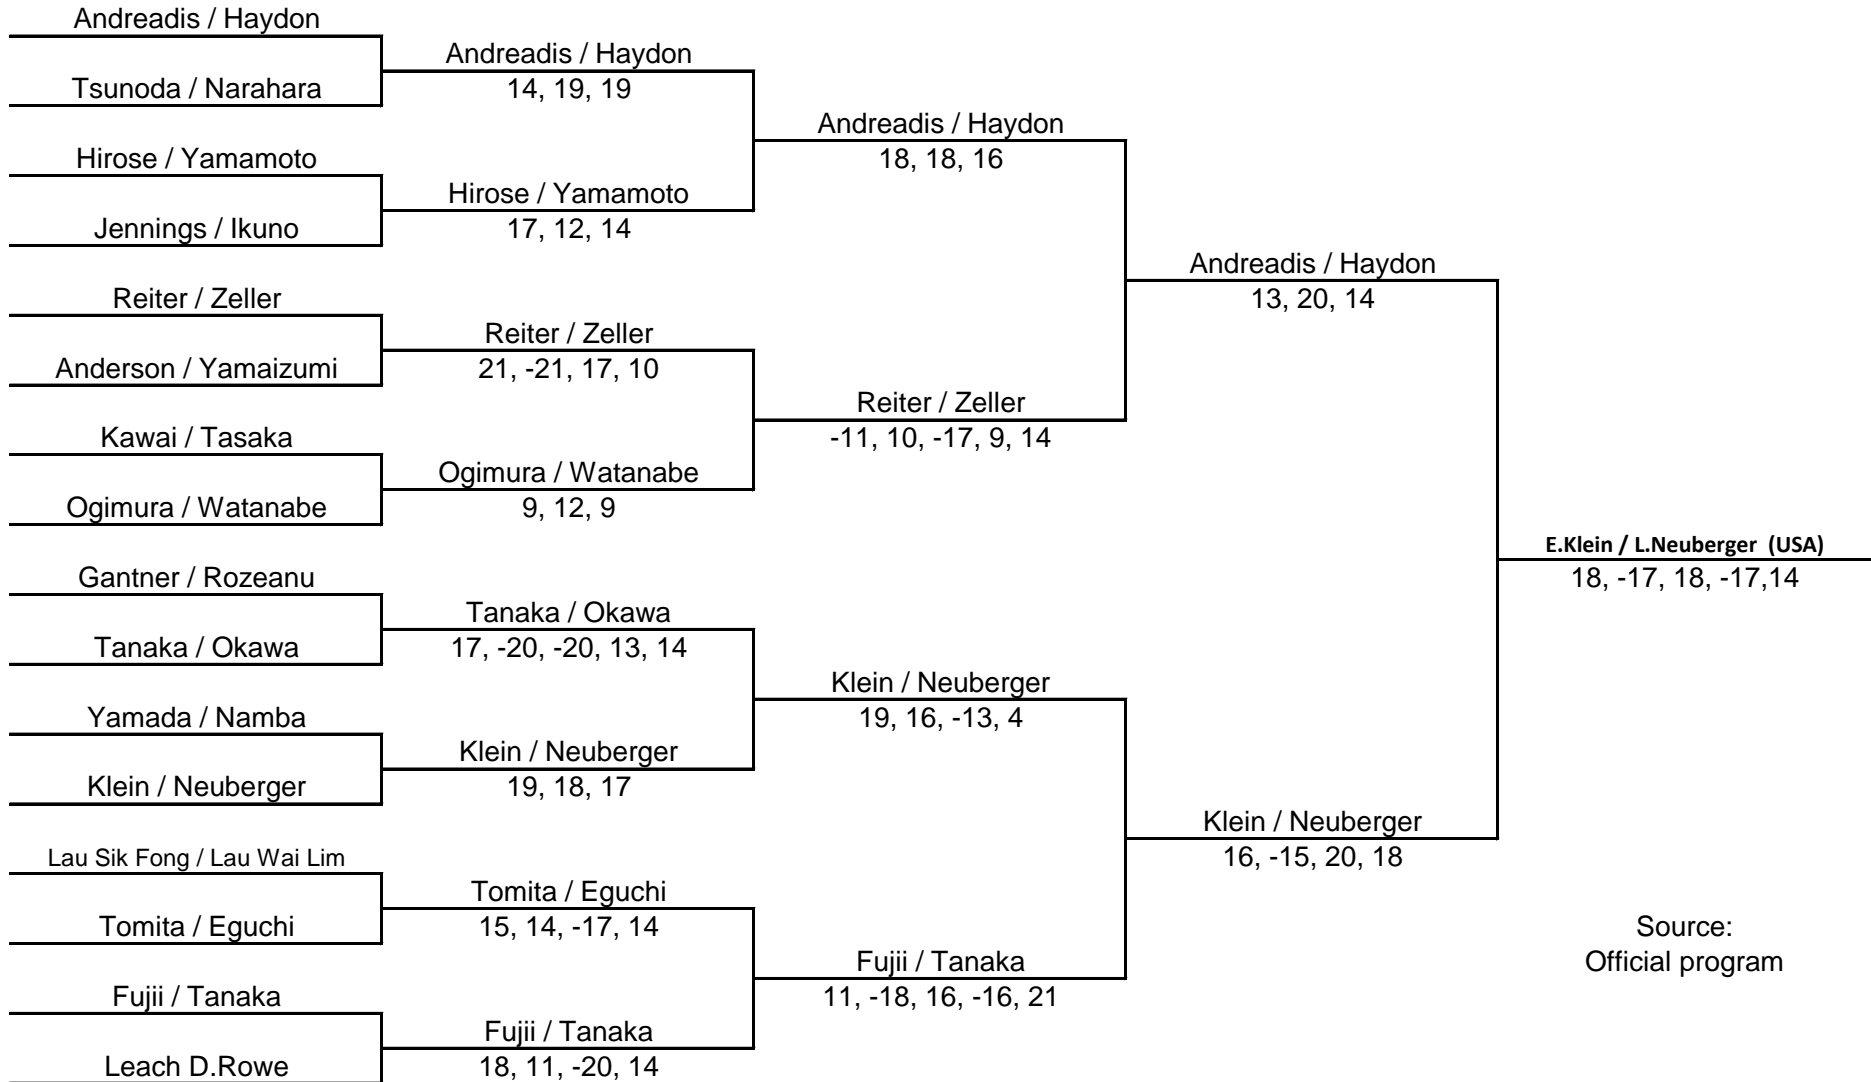 Andreadis / Haydon
Tsunoda / Narahara
Hirose / Yamamoto
Jennings / Ikuno
Reiter / Zeller
Anderson / Yamaizumi
Kawai / Tasaka
Ogimura / Watanabe
Gantner / Rozeanu
Tanaka / Okawa
Yamada / Namba
Klein / Neuberger
Lau Sik Fong / Lau Wai Lim
Tomita / Eguchi
Fujii / Tanaka
Leach D.Rowe
Andreadis / Haydon
14, 19, 19
Hirose / Yamamoto
17, 12, 14
Reiter / Zeller
21, -21, 17, 10
Ogimura / Watanabe
9, 12, 9
Tanaka / Okawa
17, -20, -20, 13, 14
Klein / Neuberger
19, 18, 17
Tomita / Eguchi
15, 14, -17, 14
Fujii / Tanaka
18, 11, -20, 14
Andreadis / Haydon
18, 18, 16
Reiter / Zeller
-11, 10, -17, 9, 14
Klein / Neuberger
19, 16, -13, 4
Fujii / Tanaka
11, -18, 16, -16, 21
Andreadis / Haydon
13, 20, 14
Klein / Neuberger
16, -15, 20, 18
E.Klein / L.Neuberger (USA)
18, -17, 18, -17,14
Source:
Official program